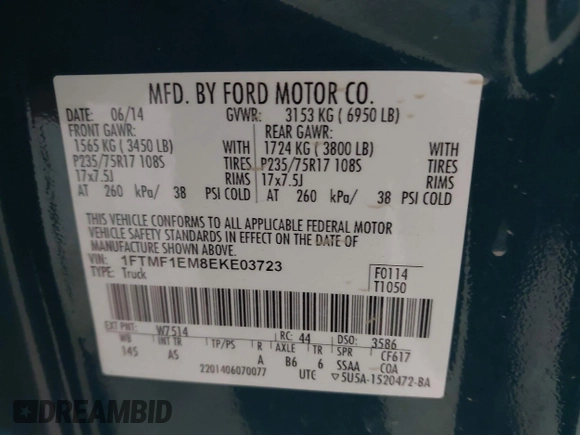 MFD. BY FORD MOTOR CO.
DATE: 06/14 GVWR: 3153 KG ( 6950 LB)
FRONT GAWR: REAR GAWR:
1565 KG ( 3450 LB) 1724 KG ( 3800 LB)
P235/75R17 108S TIRES P235/75R17 108S TIRES
17x7.5J RIMS 17x7.5J RIMS
AT 260 kPa/ 38 PSI COLD AT 260 kPa/ 38 PSI COLD
THIS VEHICLE CONFORMS TO ALL APPLICABLE FEDERAL MOTOR
VEHICLE SAFETY STANDARDS IN EFFECT ON THE DATE OF
MANUFACTURE SHOWN ABOVE.
VIN: 1FTMF1EM8EKE03723 F0114
TYPE: Truck T1050
EXT PNT: W7514 RC: 44 DSO: 3586
WB INT TR TP/PS R AXLE TR SPR CF617
145 AS A B6 6 SSAA COA
2201406070077 UTC ▽5U5A-1520472-BA
DREAMBID